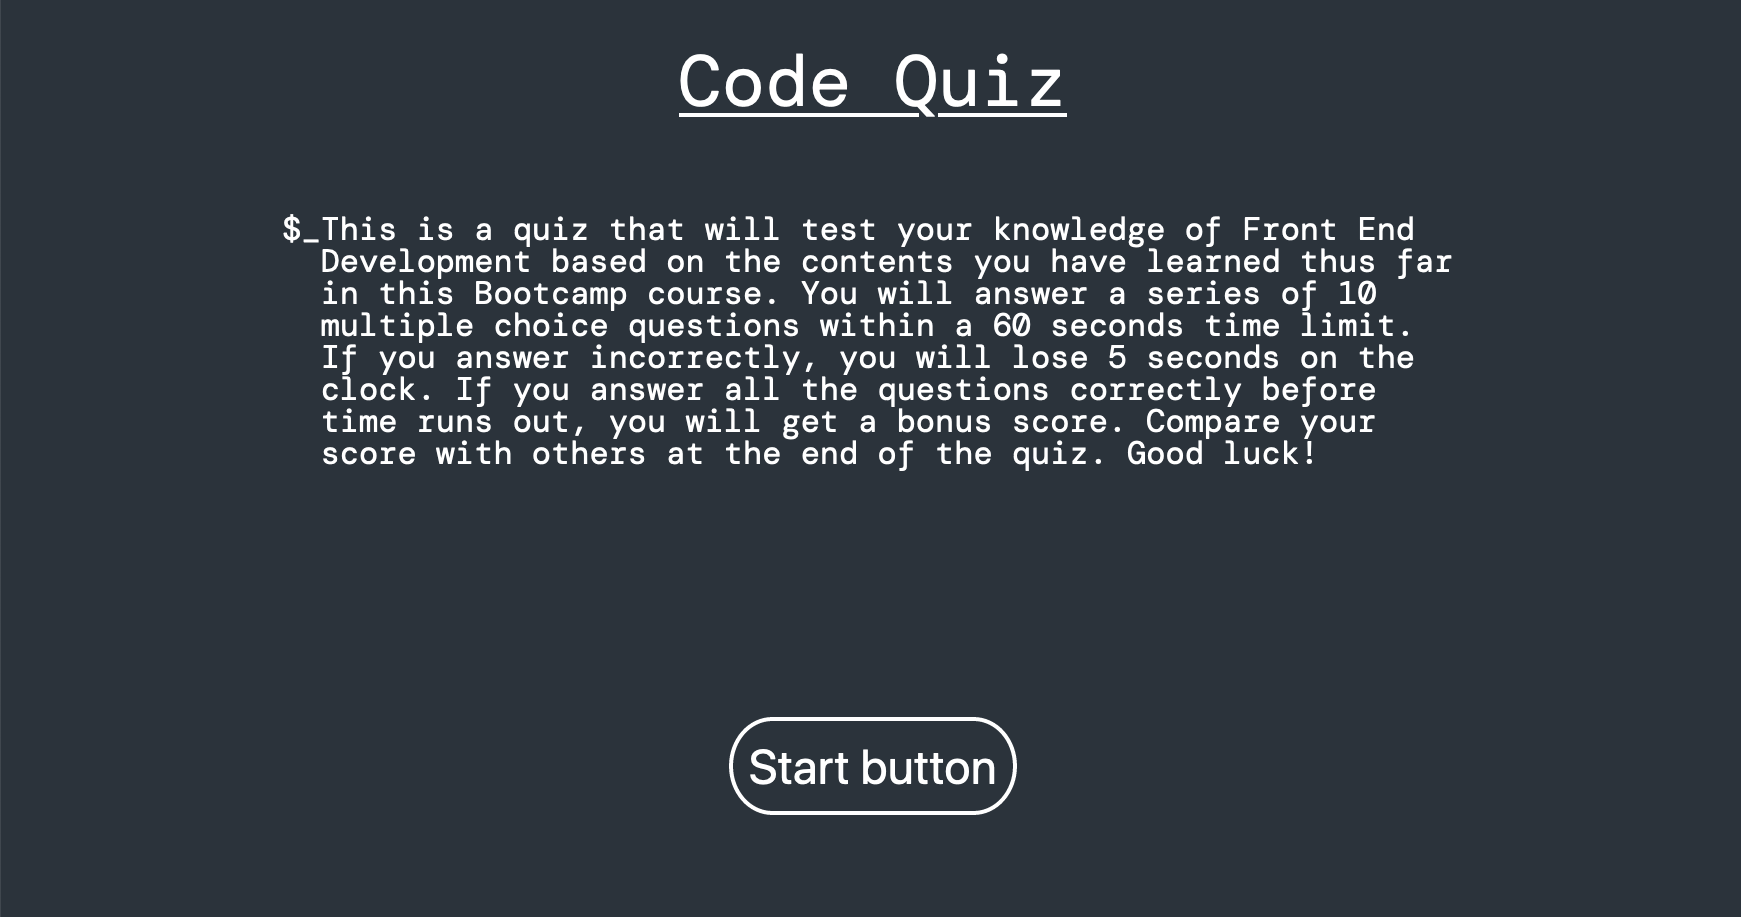 Code Quiz
$_This is a quiz that will test your knowledge of Front End
Development based on the contents you have learned thus far
in this Bootcamp course. You will answer a series of 10
multiple choice questions within a 60 seconds time limit.
If you answer incorrectly, you will lose 5 seconds on the
clock. If you answer all the questions correctly before
time runs out, you will get a bonus score. Compare your
score with others at the end of the quiz. Good luck!
Start button